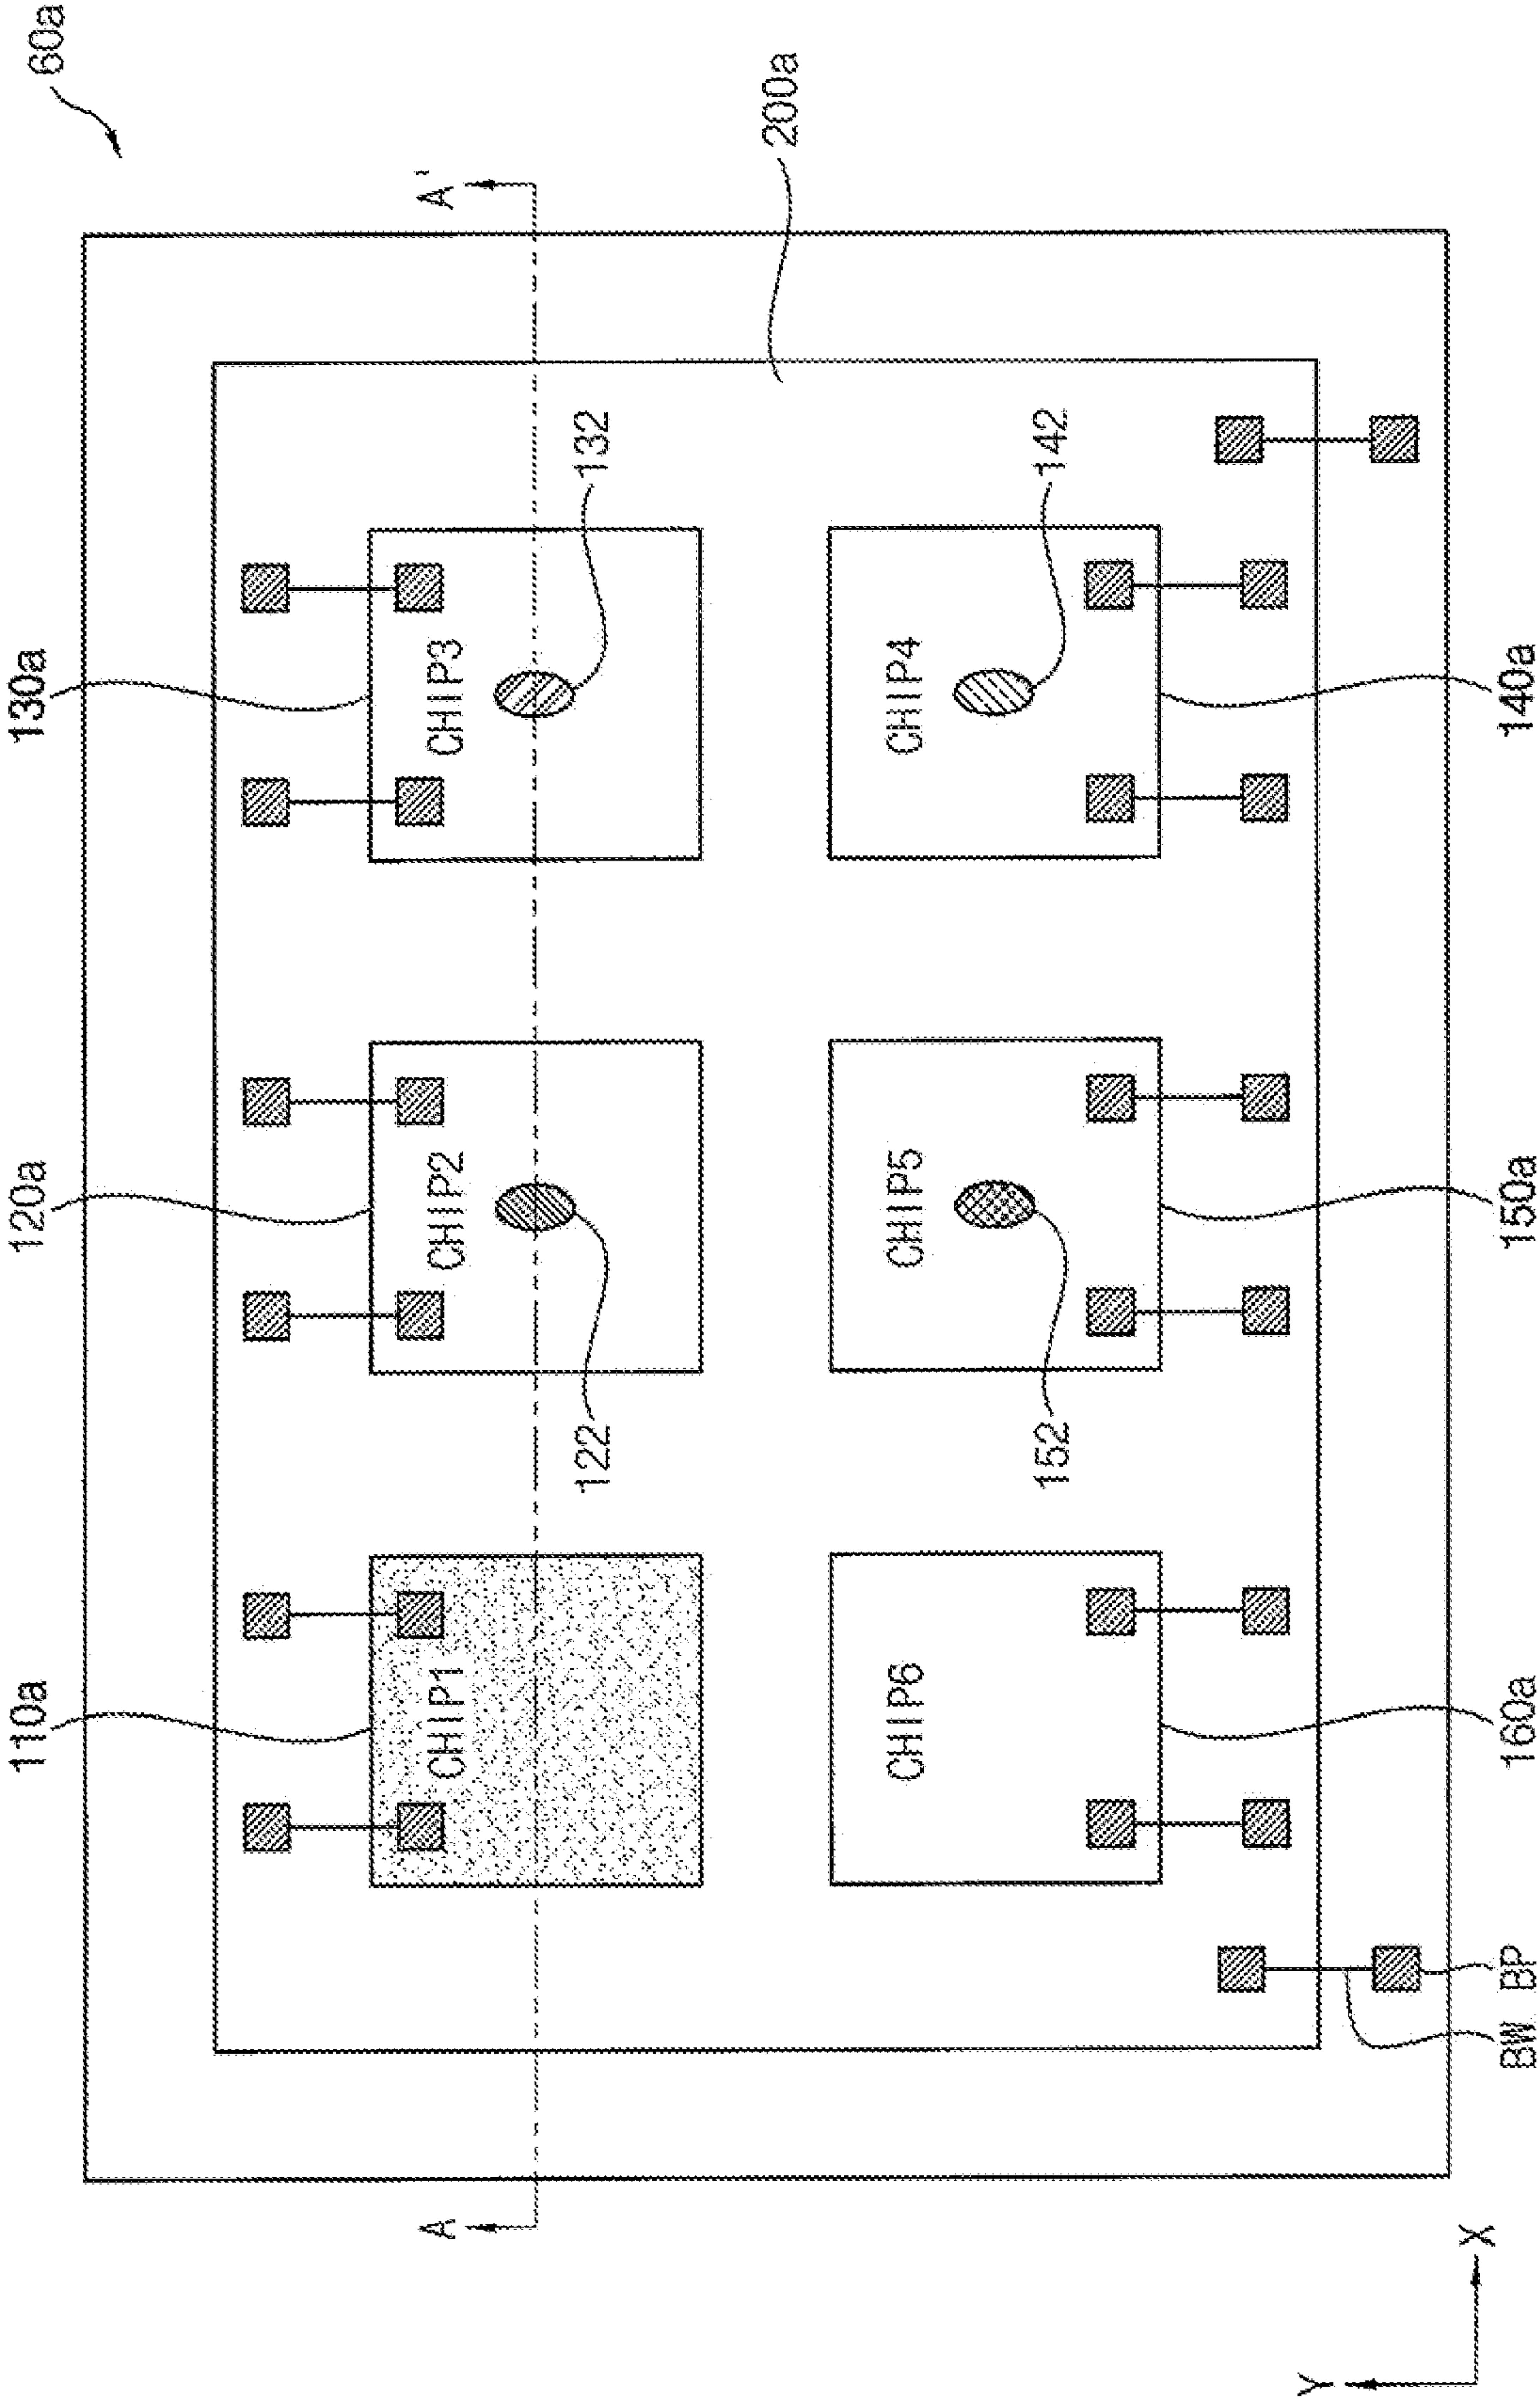 60a
110a
120a
130a
A
A'
CHIP1
CHIP2
CHIP3
122
132
200a
CHIP6
CHIP5
CHIP4
152
142
Y
X
BW
BP
160a
150a
140a